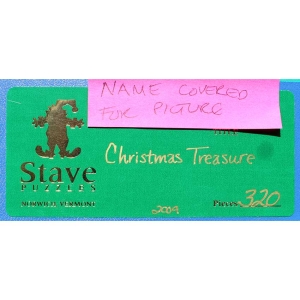 NAME COVERED
FOR PICTURE
Christmas Treasure
Stave
PUZZLES
NORWICH, VERMONT
2004
Pieces 320